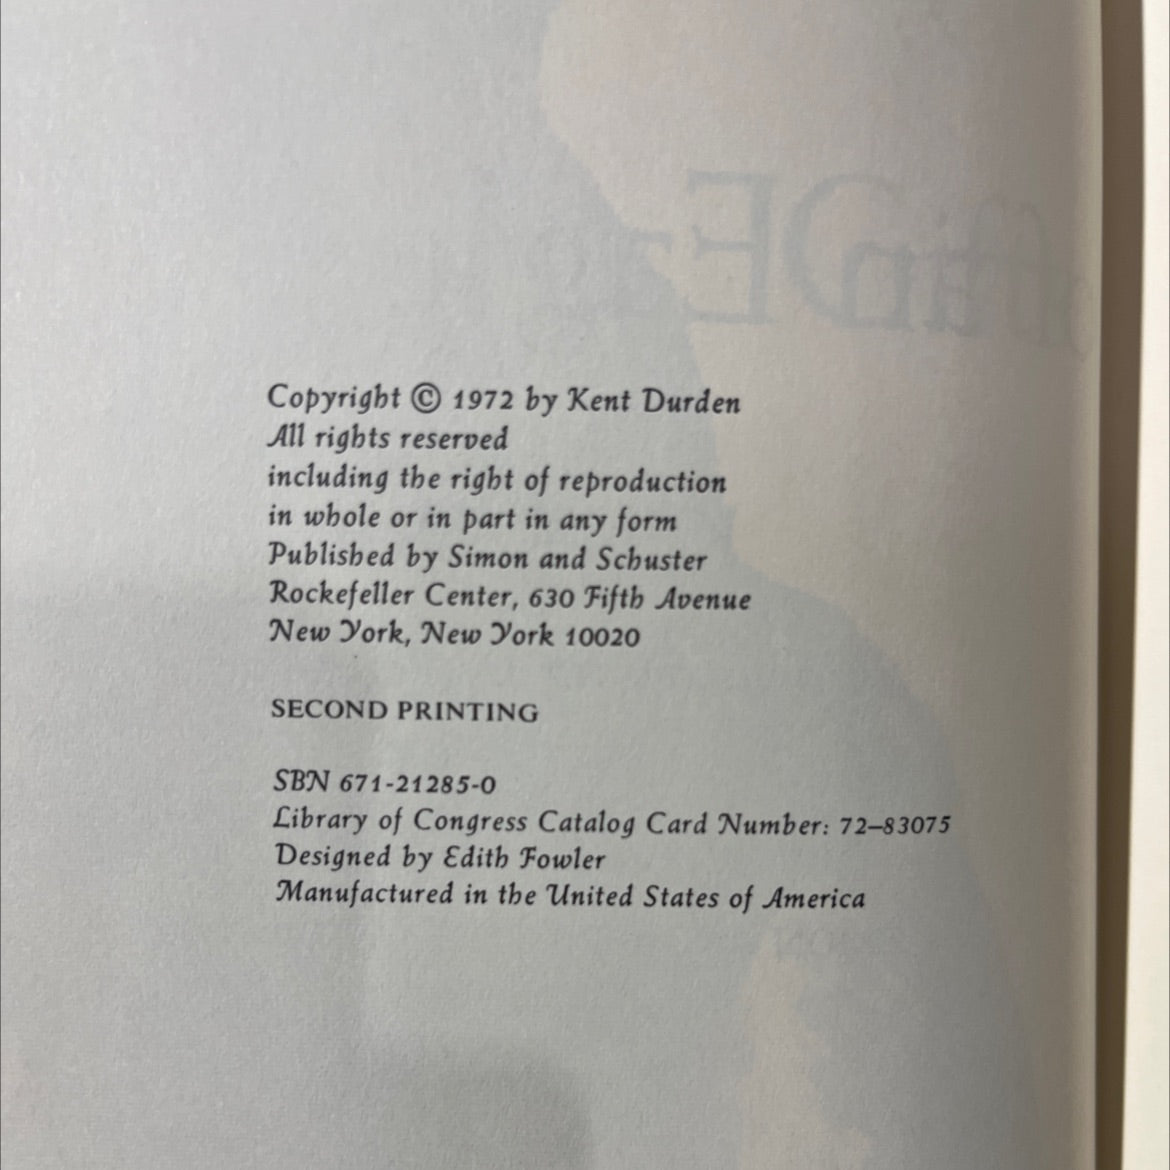 Copyright © 1972 by Kent Durden
All rights reserved
including the right of reproduction
in whole or in part in any form
Published by Simon and Schuster
Rockefeller Center, 630 Fifth Avenue
New York, New York 10020
SECOND PRINTING
SBN 671-21285-0
Library of Congress Catalog Card Number: 72–83075
Designed by Edith Fowler
Manufactured in the United States of America